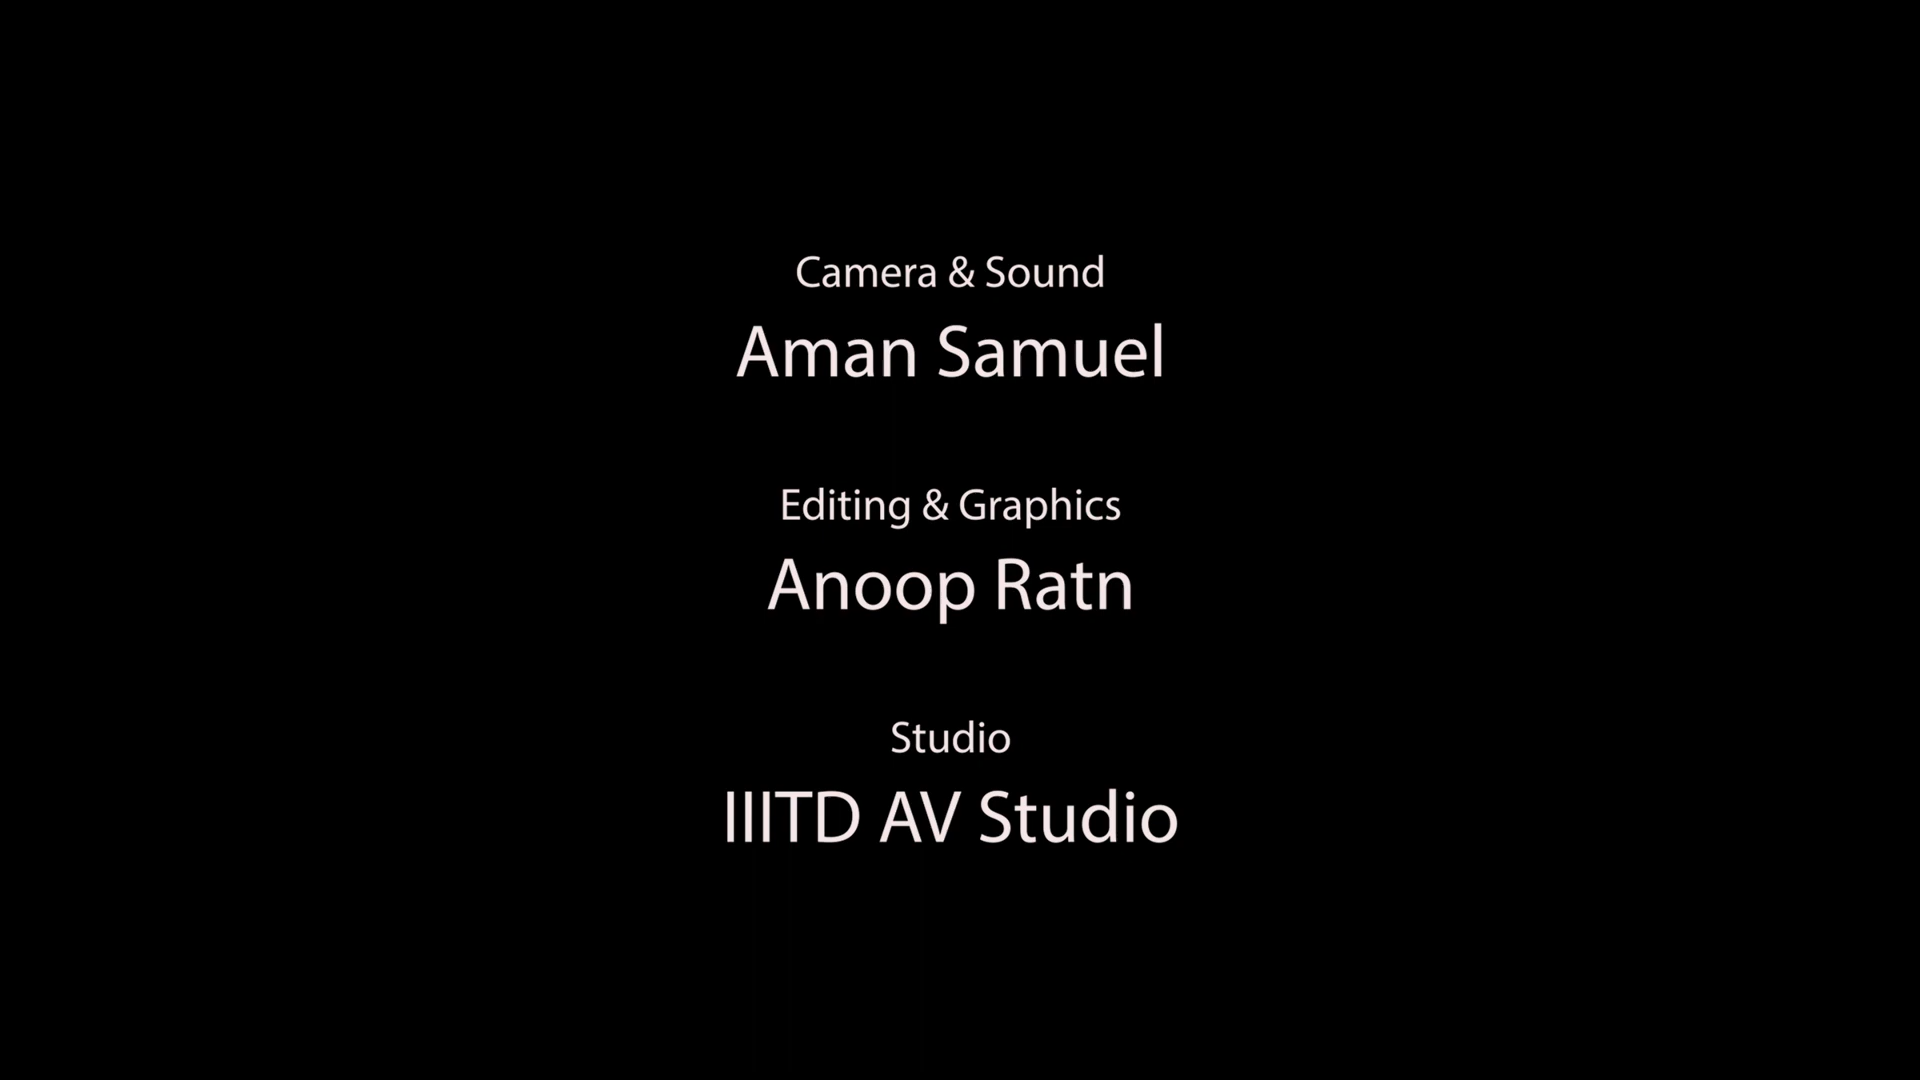 Camera & Sound
Aman Samuel
Editing & Graphics
Anoop Ratn
Studio
IIITD AV Studio